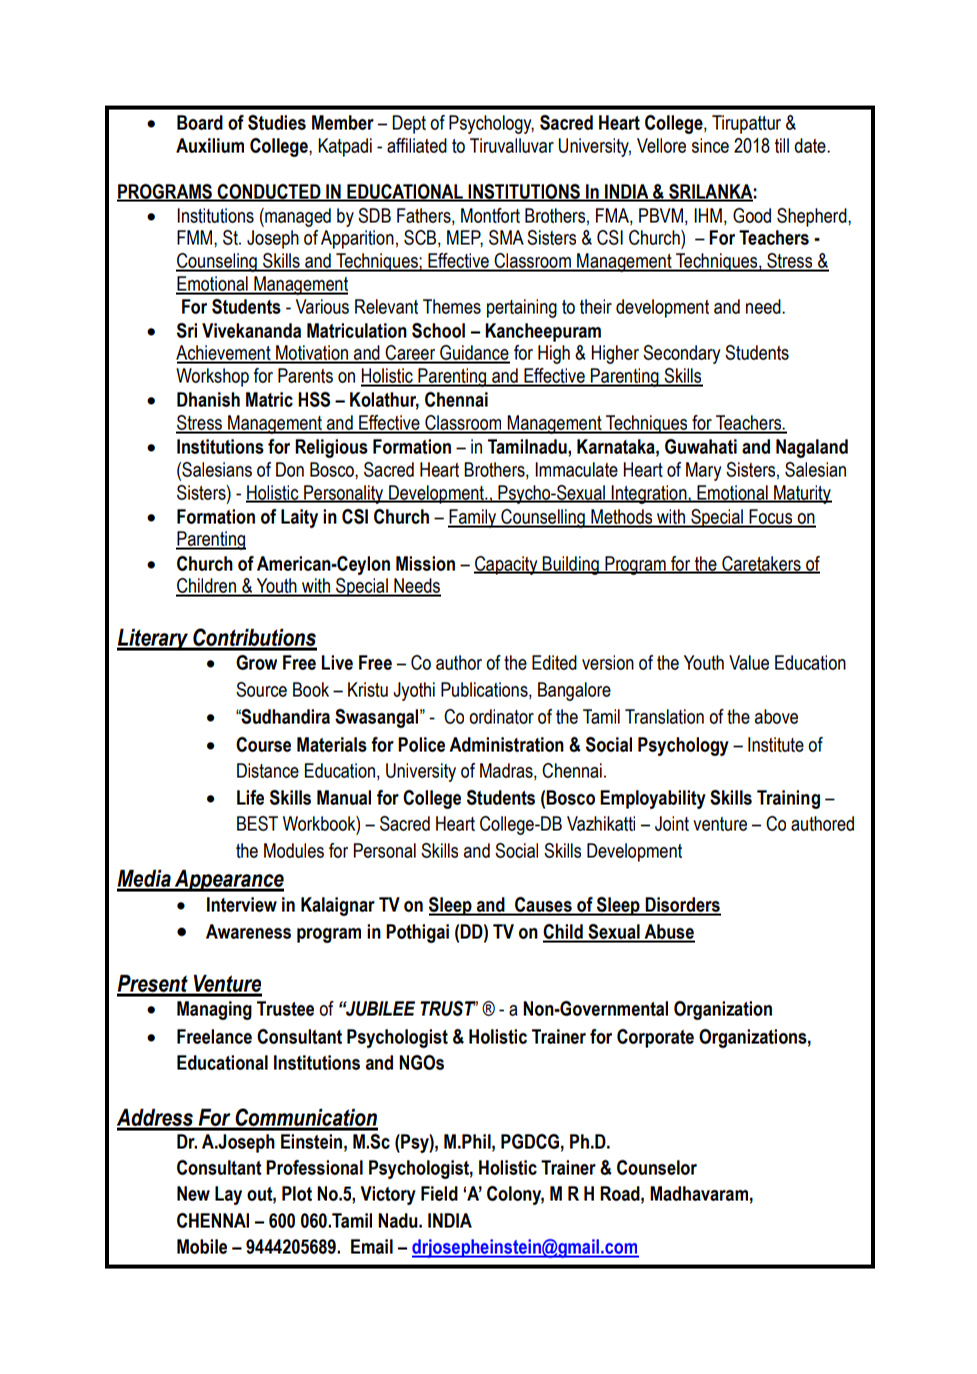 • Board of Studies Member – Dept of Psychology, Sacred Heart College, Tirupattur &
Auxilium College, Katpadi - affiliated to Tiruvalluvar University, Vellore since 2018 till date.
PROGRAMS CONDUCTED IN EDUCATIONAL INSTITUTIONS In INDIA & SRILANKA:
• Institutions (managed by SDB Fathers, Montfort Brothers, FMA, PBVM, IHM, Good Shepherd,
FMM, St. Joseph of Apparition, SCB, MEP, SMA Sisters & CSI Church) – For Teachers -
Counseling Skills and Techniques; Effective Classroom Management Techniques, Stress &
Emotional Management
For Students - Various Relevant Themes pertaining to their development and need.
• Sri Vivekananda Matriculation School – Kancheepuram
Achievement Motivation and Career Guidance for High & Higher Secondary Students
Workshop for Parents on Holistic Parenting and Effective Parenting Skills
• Dhanish Matric HSS – Kolathur, Chennai
Stress Management and Effective Classroom Management Techniques for Teachers.
• Institutions for Religious Formation – in Tamilnadu, Karnataka, Guwahati and Nagaland
(Salesians of Don Bosco, Sacred Heart Brothers, Immaculate Heart of Mary Sisters, Salesian
Sisters) - Holistic Personality Development., Psycho-Sexual Integration, Emotional Maturity
• Formation of Laity in CSI Church – Family Counselling Methods with Special Focus on
Parenting
• Church of American-Ceylon Mission – Capacity Building Program for the Caretakers of
Children & Youth with Special Needs
Literary Contributions
• Grow Free Live Free – Co author of the Edited version of the Youth Value Education
Source Book – Kristu Jyothi Publications, Bangalore
• “Sudhandira Swasangal” - Co ordinator of the Tamil Translation of the above
• Course Materials for Police Administration & Social Psychology – Institute of
Distance Education, University of Madras, Chennai.
• Life Skills Manual for College Students (Bosco Employability Skills Training –
BEST Workbook) – Sacred Heart College-DB Vazhikatti – Joint venture – Co authored
the Modules for Personal Skills and Social Skills Development
Media Appearance
• Interview in Kalaignar TV on Sleep and Causes of Sleep Disorders
• Awareness program in Pothigai (DD) TV on Child Sexual Abuse
Present Venture
• Managing Trustee of “JUBILEE TRUST” ® - a Non-Governmental Organization
• Freelance Consultant Psychologist & Holistic Trainer for Corporate Organizations,
Educational Institutions and NGOs
Address For Communication
Dr. A.Joseph Einstein, M.Sc (Psy), M.Phil, PGDCG, Ph.D.
Consultant Professional Psychologist, Holistic Trainer & Counselor
New Lay out, Plot No.5, Victory Field ‘A’ Colony, M R H Road, Madhavaram,
CHENNAI – 600 060.Tamil Nadu. INDIA
Mobile – 9444205689. Email – drjosepheinstein@gmail.com